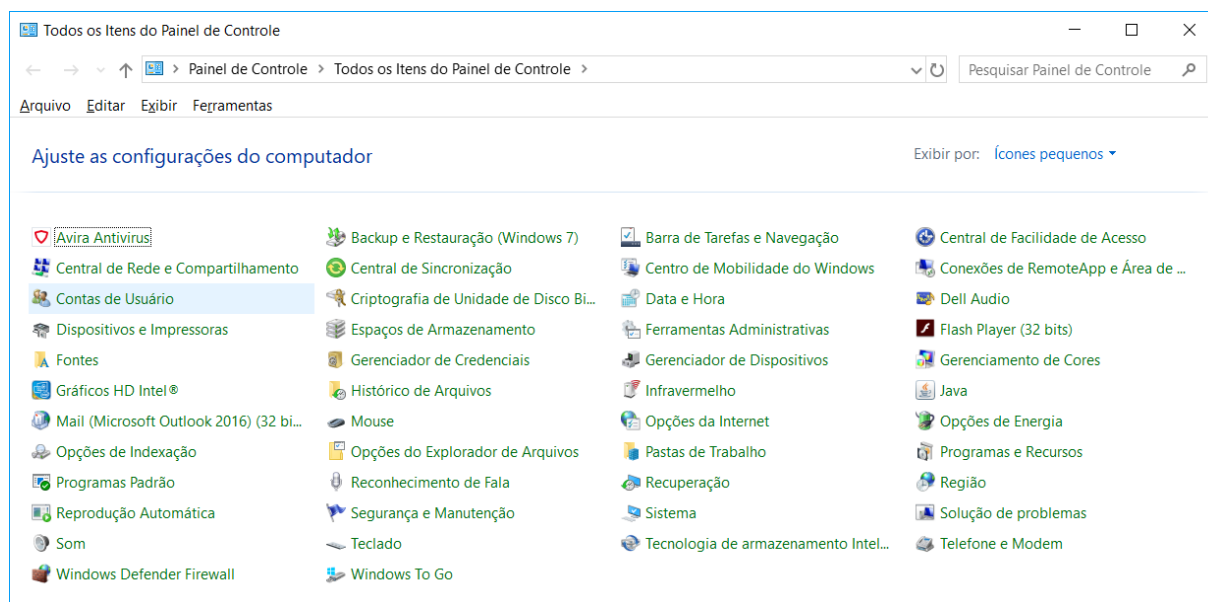 Todos os Itens do Painel de Controle
Painel de Controle > Todos os Itens do Painel de Controle >
Pesquisar Painel de Controle
Arquivo Editar Exibir Ferramentas
Ajuste as configurações do computador
Exibir por: Ícones pequenos
Avira Antivirus
Backup e Restauração (Windows 7)
Barra de Tarefas e Navegação
Central de Facilidade de Acesso
Central de Rede e Compartilhamento
Central de Sincronização
Centro de Mobilidade do Windows
Conexões de RemoteApp e Área de ...
Contas de Usuário
Criptografia de Unidade de Disco Bi...
Data e Hora
Dell Audio
Dispositivos e Impressoras
Espaços de Armazenamento
Ferramentas Administrativas
Flash Player (32 bits)
Fontes
Gerenciador de Credenciais
Gerenciador de Dispositivos
Gerenciamento de Cores
Gráficos HD Intel®
Histórico de Arquivos
Infravermelho
Java
Mail (Microsoft Outlook 2016) (32 bi...
Mouse
Opções da Internet
Opções de Energia
Opções de Indexação
Opções do Explorador de Arquivos
Pastas de Trabalho
Programas e Recursos
Programas Padrão
Reconhecimento de Fala
Recuperação
Região
Reprodução Automática
Segurança e Manutenção
Sistema
Solução de problemas
Som
Teclado
Tecnologia de armazenamento Intel...
Telefone e Modem
Windows Defender Firewall
Windows To Go